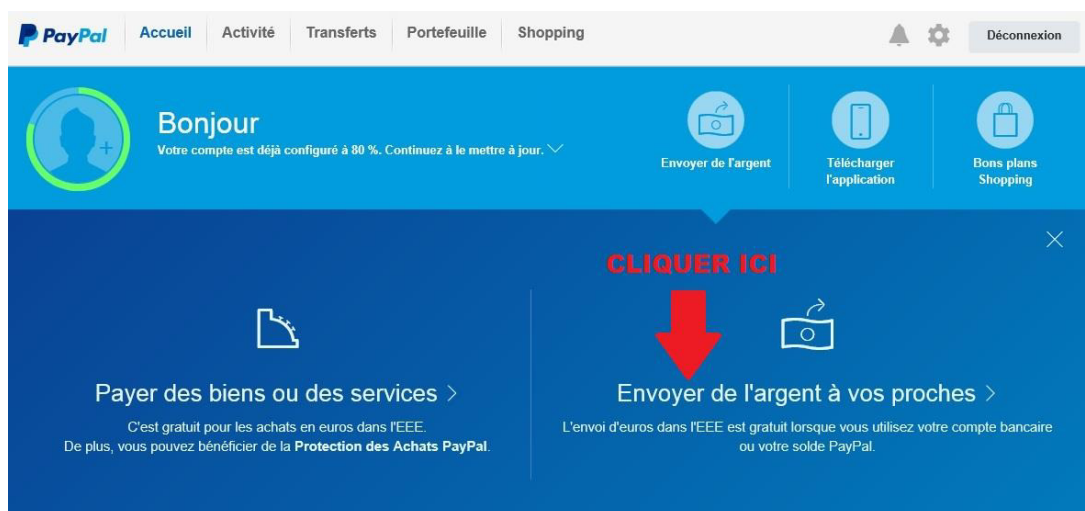 PayPal Accueil Activité Transferts Portefeuille Shopping Déconnexion
Bonjour
Votre compte est déjà configuré à 80 %. Continuez à le mettre à jour.
Envoyer de l'argent
Télécharger
l'application
Bons plans
Shopping
CLIQUER ICI
Payer des biens ou des services >
C'est gratuit pour les achats en euros dans l'EEE.
De plus, vous pouvez bénéficier de la Protection des Achats PayPal.
Envoyer de l'argent à vos proches >
L'envoi d'euros dans l'EEE est gratuit lorsque vous utilisez votre compte bancaire
ou votre solde PayPal.